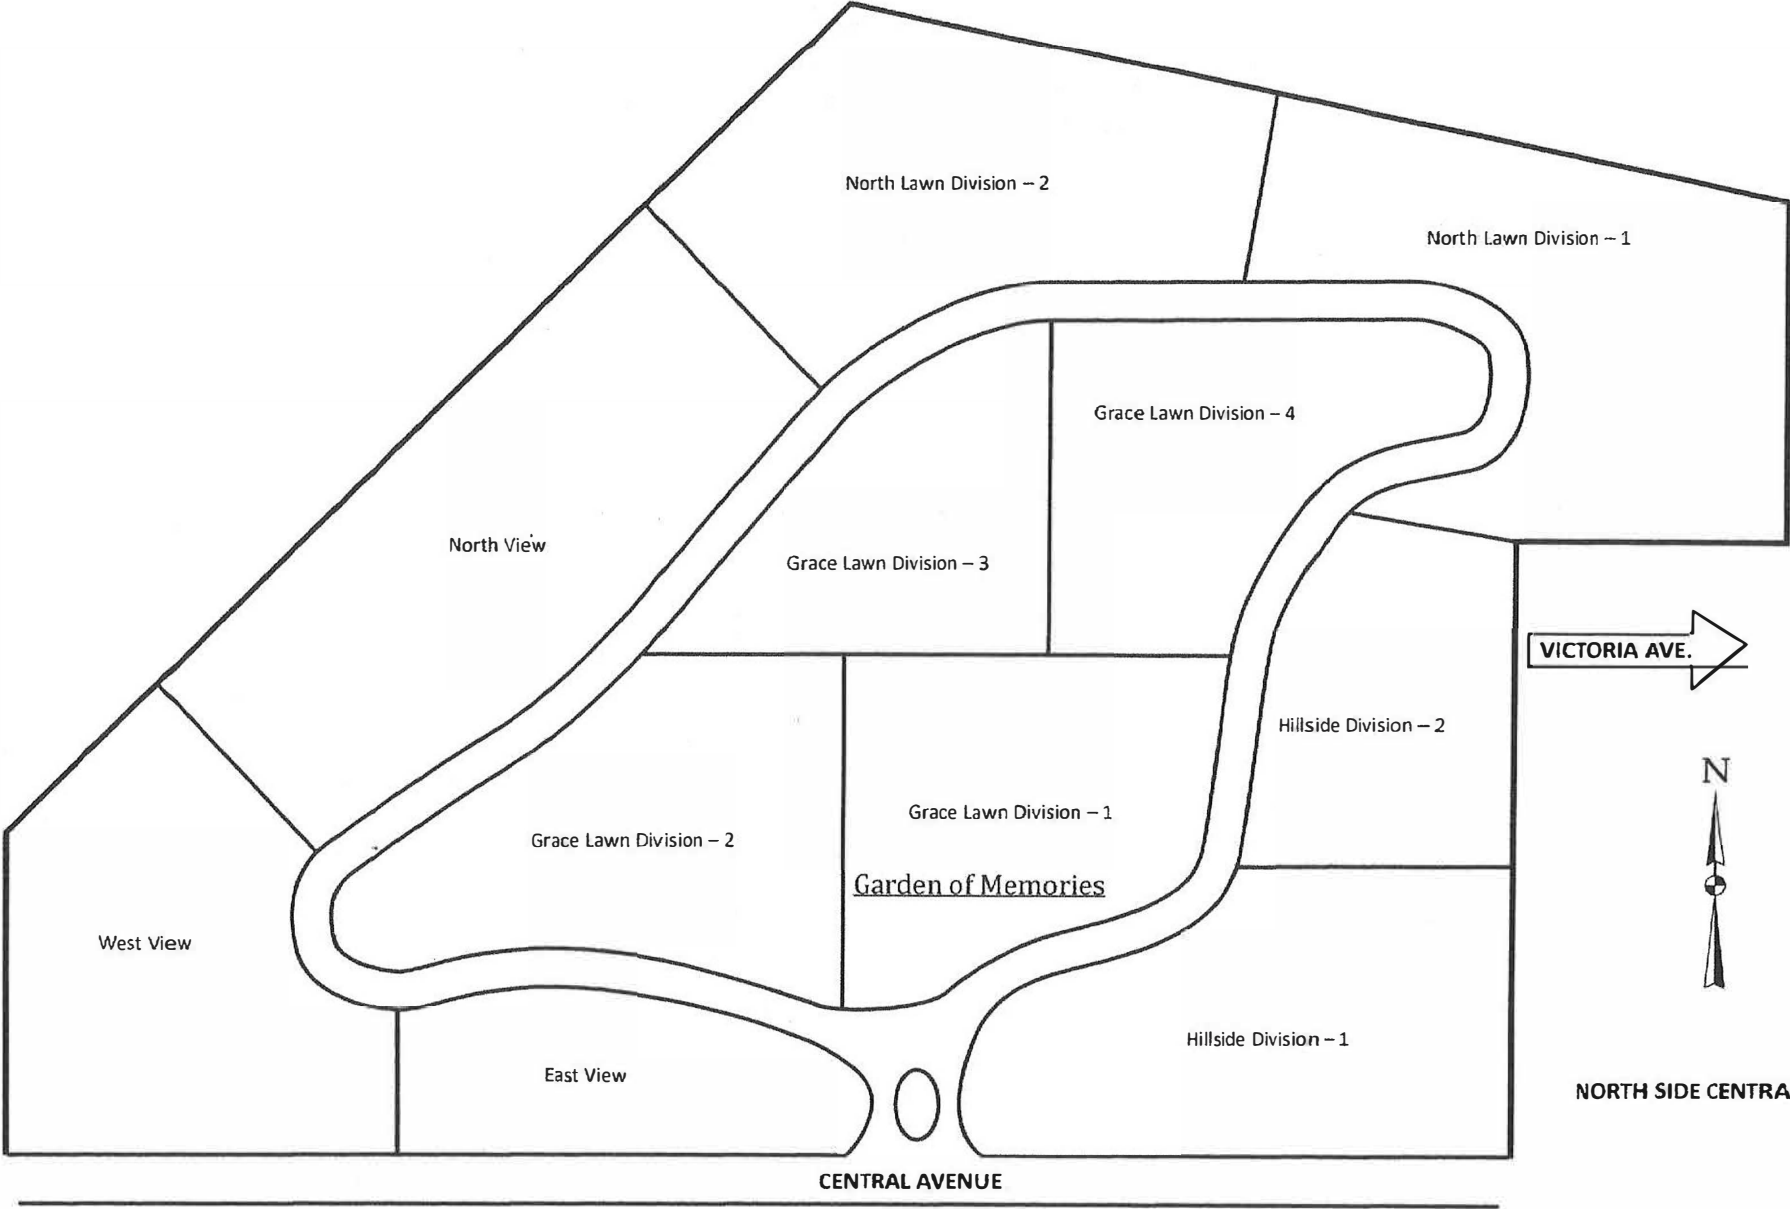 North Lawn Division – 2
North Lawn Division – 1
Grace Lawn Division – 4
North View
Grace Lawn Division – 3
VICTORIA AVE.
Hillside Division – 2
N
Grace Lawn Division – 1
Grace Lawn Division – 2
Garden of Memories
West View
Hillside Division – 1
East View
NORTH SIDE CENTRA
CENTRAL AVENUE